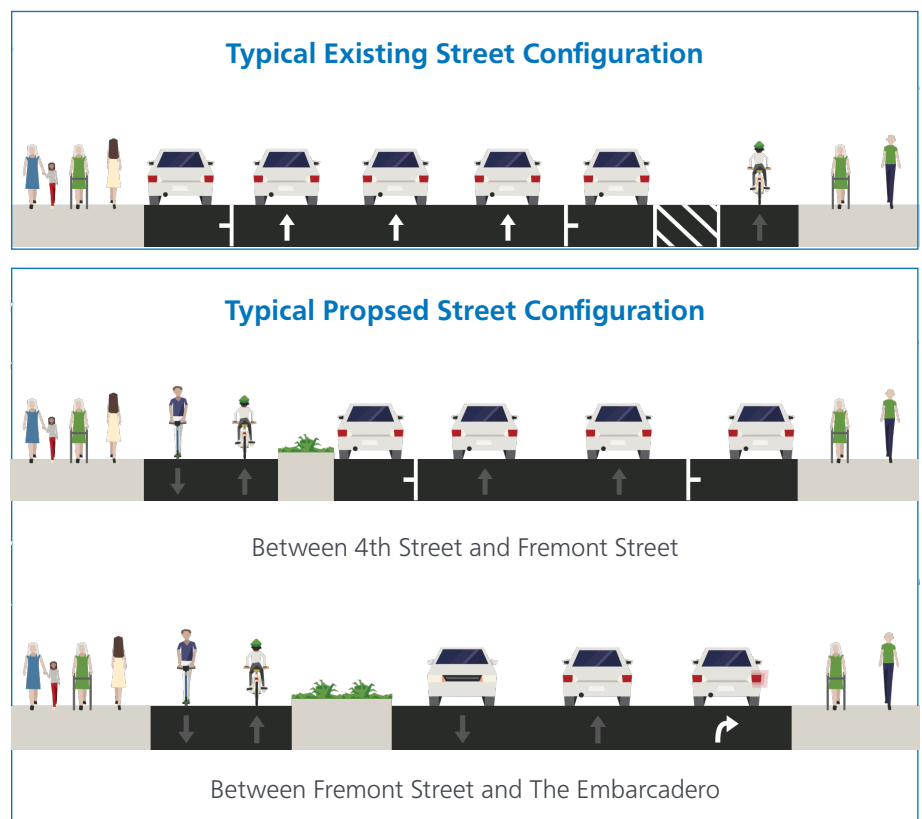 Typical Existing Street Configuration
Typical Propsed Street Configuration
Between 4th Street and Fremont Street
Between Fremont Street and The Embarcadero